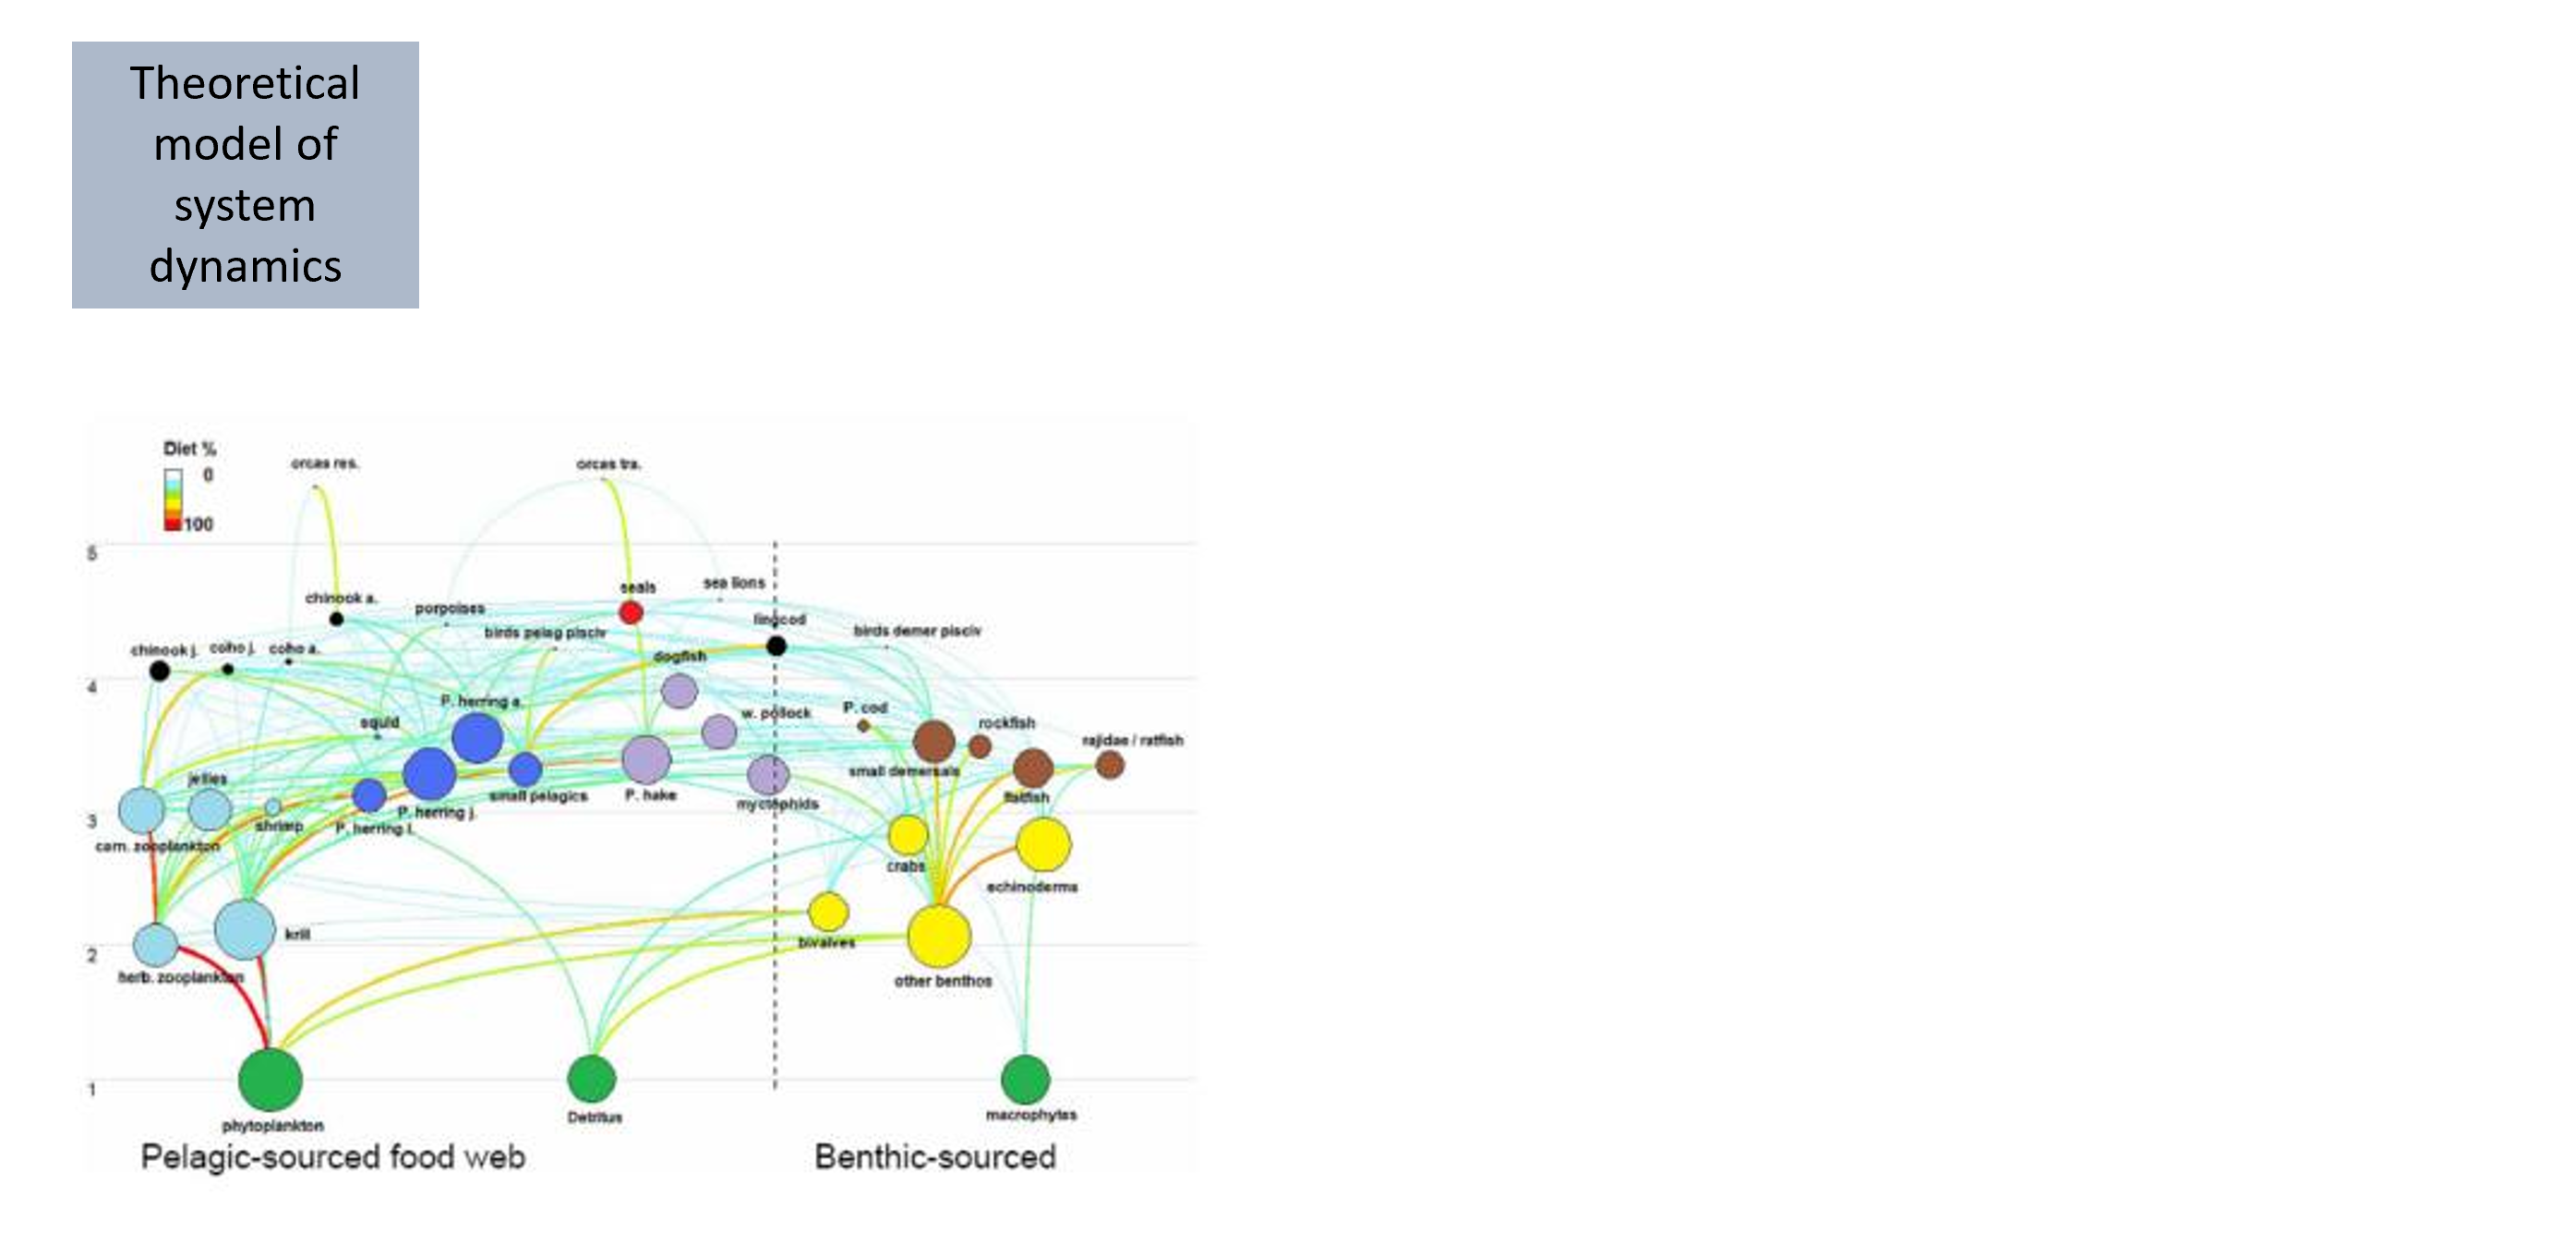 Theoretical
model of
system
dynamics
Diet %
0
100
orcas res.
orcas tra.
5
seals
sea lions
chinook a.
porpoises
lingcod
birds pelag pisciv
birds demer pisciv
chinook j.
coho j.
coho a.
dogfish
4
P. herring a.
w. pollock
P. cod
squid
rockfish
rajidae / ratfish
small demersals
jellies
small pelagics
P. hake
flatfish
myctophids
P. herring j.
3
shrimp
P. herring l.
carn. zooplankton
crabs
echinoderms
krill
bivalves
2
herb. zooplankton
other benthos
1
phytoplankton
Detritus
macrophytes
Pelagic-sourced food web
Benthic-sourced